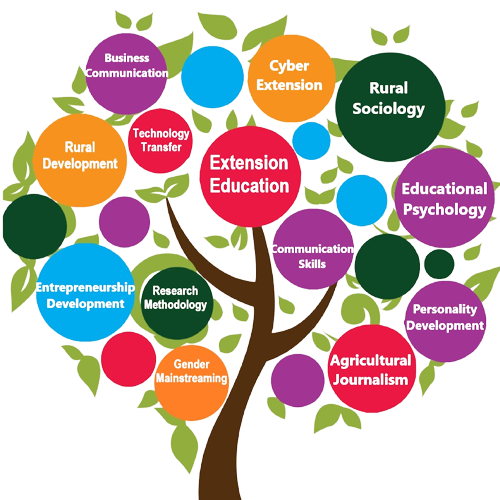 Business
Communication
Cyber
Extension
Rural
Sociology
Technology
Transfer
Rural
Development
Extension
Education
Educational
Psychology
Communication
Skills
Entrepreneurship
Development
Research
Methodology
Personality
Development
Agricultural
Journalism
Gender
Mainstreaming